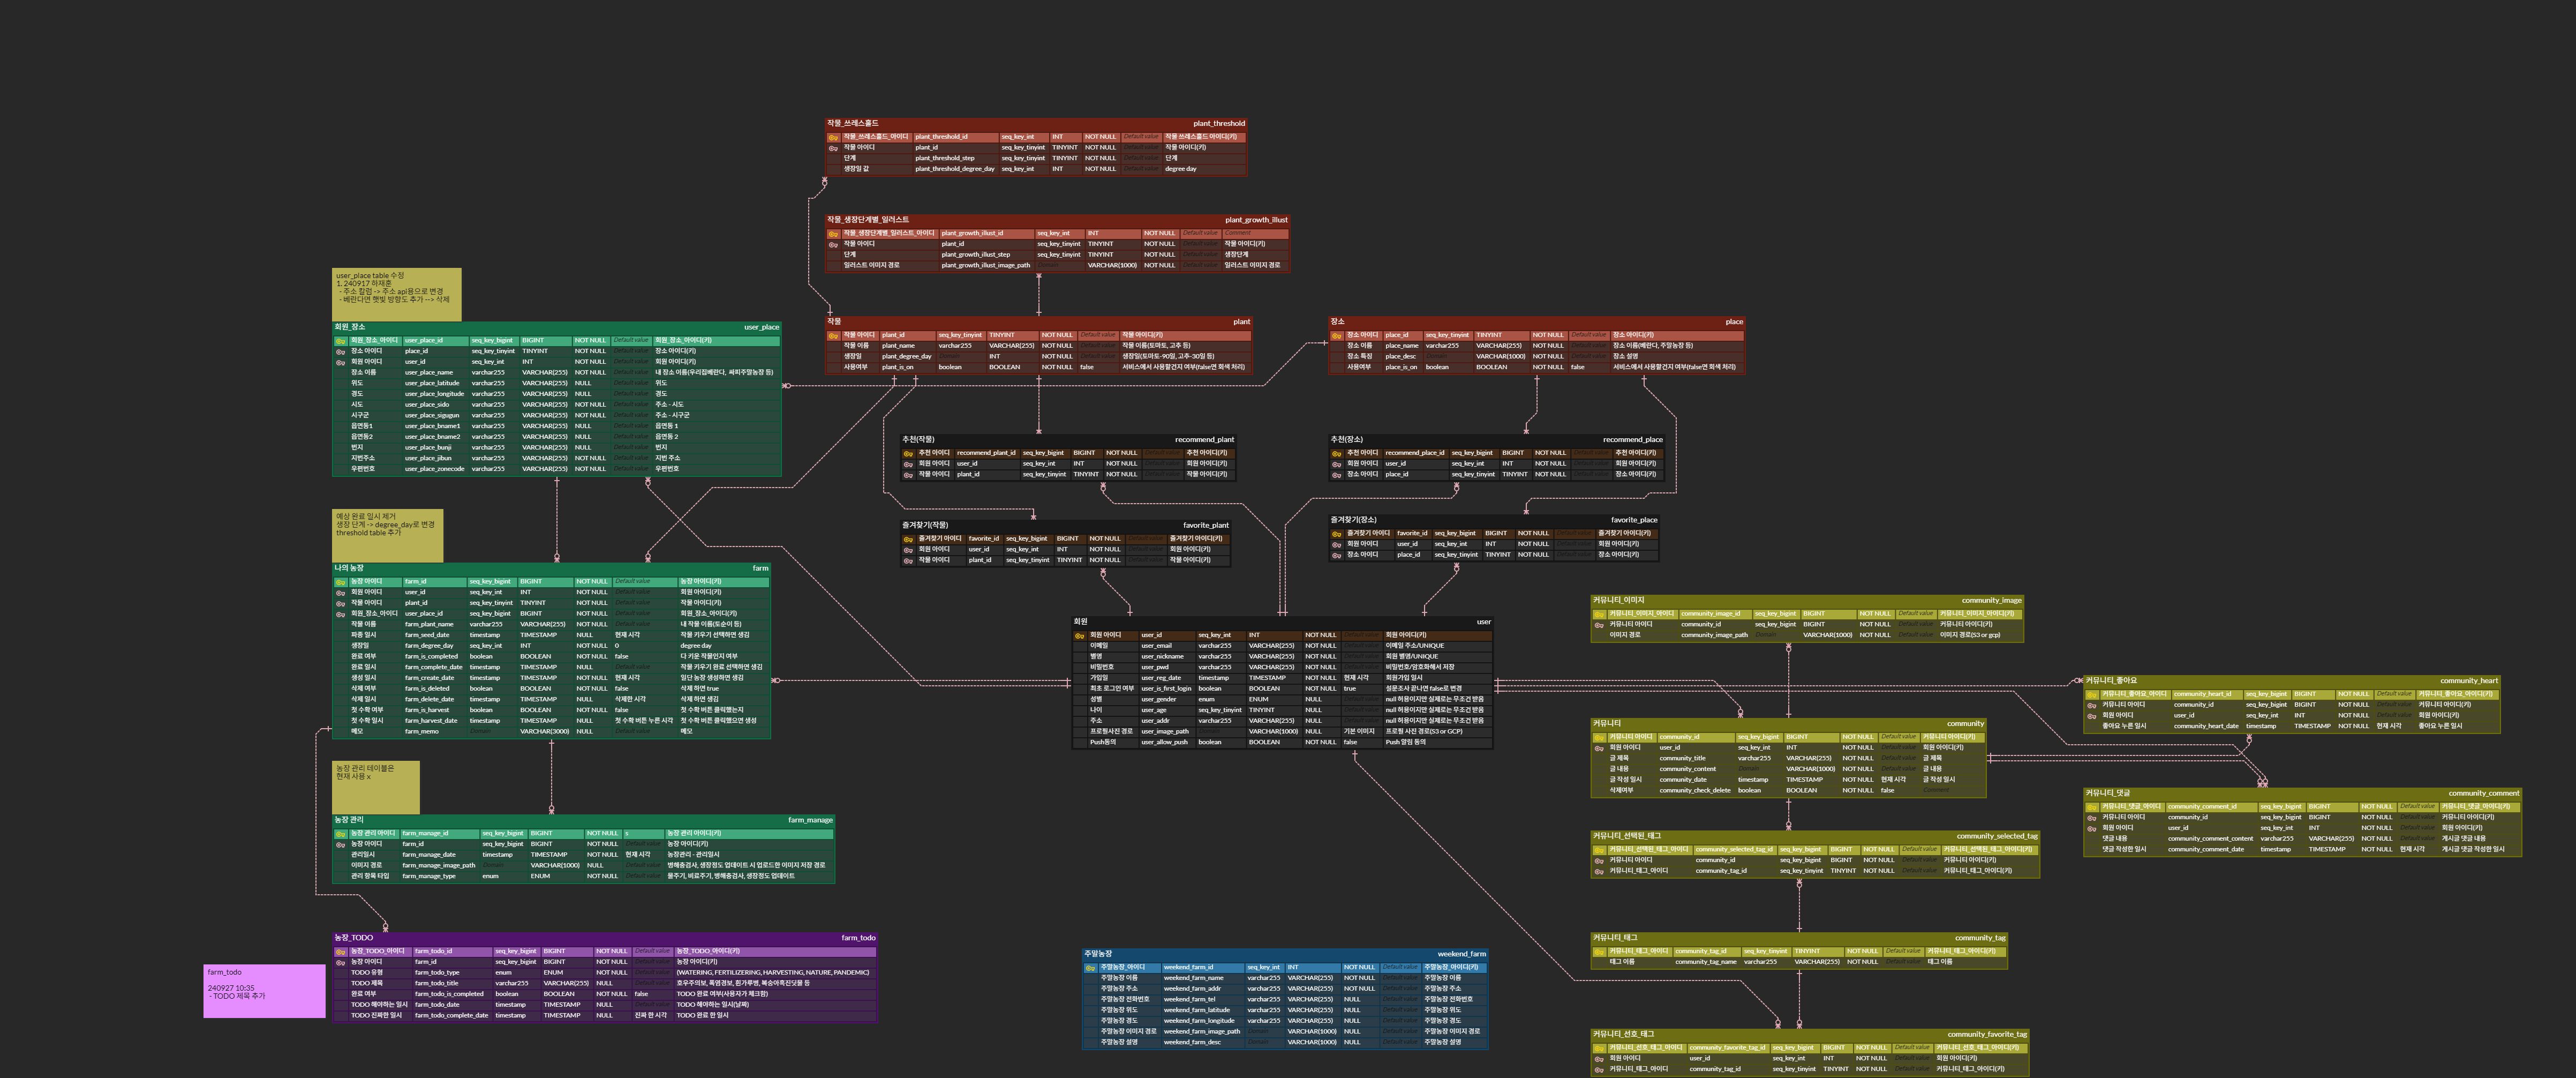 작물_쓰레스홀드 plant_threshold
작물_쓰레스홀드_아이디 plant_threshold_id seq_key_int INT NOT NULL Default value 작물 쓰레스홀드 아이디(키)
작물 아이디 plant_id seq_key_tinyint TINYINT NOT NULL Default value 작물 아이디(키)
단계 plant_threshold_step seq_key_tinyint TINYINT NOT NULL Default value 단계
생장일 값 plant_threshold_degree_day seq_key_int INT NOT NULL Default value degree day
작물_생장단계별_일러스트 plant_growth_illust
작물_생장단계별_일러스트_아이디 plant_growth_illust_id seq_key_int INT NOT NULL Default value Comment
작물 아이디 plant_id seq_key_tinyint TINYINT NOT NULL Default value 작물 아이디(키)
단계 plant_growth_illust_step seq_key_tinyint TINYINT NOT NULL Default value 생장단계
일러스트 이미지 경로 plant_growth_illust_image_path Domain VARCHAR(1000) NOT NULL Default value 일러스트 이미지 경로
user_place table 수정
1. 240917 하재훈
- 주소 칼럼 -> 주소 api용으로 변경
- 베란다면 햇빛 방향도 추가 --> 삭제
회원_장소 user_place
회원_장소_아이디 user_place_id seq_key_bigint BIGINT NOT NULL Default value 회원_장소_아이디(키)
장소 아이디 place_id seq_key_tinyint TINYINT NOT NULL Default value 장소 아이디(키)
회원 아이디 user_id seq_key_int INT NOT NULL Default value 회원 아이디(키)
장소 이름 user_place_name varchar255 VARCHAR(255) NOT NULL Default value 내 장소 이름(우리집베란다, 싸피주말농장 등)
위도 user_place_latitude varchar255 VARCHAR(255) NULL Default value 위도
경도 user_place_longitude varchar255 VARCHAR(255) NULL Default value 경도
시도 user_place_sido varchar255 VARCHAR(255) NOT NULL Default value 주소 - 시도
시구군 user_place_sigugun varchar255 VARCHAR(255) NOT NULL Default value 주소 - 시구군
읍면동1 user_place_bname1 varchar255 VARCHAR(255) NULL Default value 읍면동 1
읍면동2 user_place_bname2 varchar255 VARCHAR(255) NULL Default value 읍면동 2
번지 user_place_bunji varchar255 VARCHAR(255) NULL Default value 번지
지번주소 user_place_jibun varchar255 VARCHAR(255) NOT NULL Default value 지번 주소
우편번호 user_place_zonecode varchar255 VARCHAR(255) NOT NULL Default value 우편번호
작물 plant
작물 아이디 plant_id seq_key_tinyint TINYINT NOT NULL Default value 작물 아이디(키)
작물 이름 plant_name varchar255 VARCHAR(255) NOT NULL Default value 작물 이름(토마토, 고추 등)
생장일 plant_degree_day Domain INT NOT NULL Default value 생장일(토마토-90일, 고추-30일 등)
사용여부 plant_is_on boolean BOOLEAN NOT NULL false 서비스에서 사용할건지 여부(false면 회색 처리)
장소 place
장소 아이디 place_id seq_key_tinyint TINYINT NOT NULL Default value 장소 아이디(키)
장소 이름 place_name varchar255 VARCHAR(255) NOT NULL Default value 장소 이름(베란다, 주말농장 등)
장소 특징 place_desc Domain VARCHAR(1000) NOT NULL Default value 장소 설명
사용여부 place_is_on boolean BOOLEAN NOT NULL false 서비스에서 사용할건지 여부(false면 회색 처리)
추천(작물) recommend_plant
추천 아이디 recommend_plant_id seq_key_bigint BIGINT NOT NULL Default value 추천 아이디(키)
회원 아이디 user_id seq_key_int INT NOT NULL Default value 회원 아이디(키)
작물 아이디 plant_id seq_key_tinyint TINYINT NOT NULL Default value 작물 아이디(키)
추천(장소) recommend_place
추천 아이디 recommend_place_id seq_key_bigint BIGINT NOT NULL Default value 추천 아이디(키)
회원 아이디 user_id seq_key_int INT NOT NULL Default value 회원 아이디(키)
장소 아이디 place_id seq_key_tinyint TINYINT NOT NULL Default value 장소 아이디(키)
즐겨찾기(작물) favorite_plant
즐겨찾기 아이디 favorite_id seq_key_bigint BIGINT NOT NULL Default value 즐겨찾기 아이디(키)
회원 아이디 user_id seq_key_int INT NOT NULL Default value 회원 아이디(키)
작물 아이디 plant_id seq_key_tinyint TINYINT NOT NULL Default value 작물 아이디(키)
즐겨찾기(장소) favorite_place
즐겨찾기 아이디 favorite_id seq_key_bigint BIGINT NOT NULL Default value 즐겨찾기 아이디(키)
회원 아이디 user_id seq_key_int INT NOT NULL Default value 회원 아이디(키)
장소 아이디 place_id seq_key_tinyint TINYINT NOT NULL Default value 장소 아이디(키)
예상 완료 일시 제거
생장 단계 -> degree_day로 변경
threshold table 추가
나의 농장 farm
농장 아이디 farm_id seq_key_bigint BIGINT NOT NULL Default value 농장 아이디(키)
회원 아이디 user_id seq_key_int INT NOT NULL Default value 회원 아이디(키)
작물 아이디 plant_id seq_key_tinyint TINYINT NOT NULL Default value 작물 아이디(키)
회원_장소_아이디 user_place_id seq_key_bigint BIGINT NOT NULL Default value 회원_장소_아이디(키)
작물 이름 farm_plant_name varchar255 VARCHAR(255) NOT NULL Default value 내 작물 이름(토순이 등)
파종 일시 farm_seed_date timestamp TIMESTAMP NULL 현재 시각 작물 키우기 선택하면 생김
생장일 farm_degree_day seq_key_int INT NOT NULL 0 degree day
완료 여부 farm_is_completed boolean BOOLEAN NOT NULL false 다 키운 작물인지 여부
완료 일시 farm_complete_date timestamp TIMESTAMP NULL Default value 작물 키우기 완료 선택하면 생김
생성 일시 farm_create_date timestamp TIMESTAMP NOT NULL 현재 시각 일단 농장 생성하면 생김
삭제 여부 farm_is_deleted boolean BOOLEAN NOT NULL false 삭제 하면 true
삭제 일시 farm_delete_date timestamp TIMESTAMP NULL 삭제한 시각 삭제 하면 생김
첫 수확 여부 farm_is_harvest boolean BOOLEAN NOT NULL false 첫 수확 버튼 클릭했는지
첫 수확 일시 farm_harvest_date timestamp TIMESTAMP NULL 첫 수확 버튼 누른 시각 첫 수확 버튼 클릭했으면 생성
메모 farm_memo Domain VARCHAR(3000) NULL Default value 메모
회원 user
회원 아이디 user_id seq_key_int INT NOT NULL Default value 회원 아이디(키)
이메일 user_email varchar255 VARCHAR(255) NOT NULL Default value 이메일 주소/UNIQUE
별명 user_nickname varchar255 VARCHAR(255) NOT NULL Default value 회원 별명/UNIQUE
비밀번호 user_pwd varchar255 VARCHAR(255) NOT NULL Default value 비밀번호/암호화해서 저장
가입일 user_reg_date timestamp TIMESTAMP NOT NULL 현재 시각 회원가입 일시
최초 로그인 여부 user_is_first_login boolean BOOLEAN NOT NULL true 설문조사 끝나면 false로 변경
성별 user_gender enum ENUM NULL Default value null 허용이지만 실제로는 무조건 받음
나이 user_age seq_key_tinyint TINYINT NULL Default value null 허용이지만 실제로는 무조건 받음
주소 user_addr varchar255 VARCHAR(255) NULL Default value null 허용이지만 실제로는 무조건 받음
프로필사진 경로 user_image_path Domain VARCHAR(1000) NULL 기본 이미지 프로필 사진 경로(S3 or GCP)
Push동의 user_allow_push boolean BOOLEAN NOT NULL false Push 알림 동의
커뮤니티_이미지 community_image
커뮤니티_이미지_아이디 community_image_id seq_key_bigint BIGINT NOT NULL Default value 커뮤니티_이미지_아이디(키)
커뮤니티 아이디 community_id seq_key_bigint BIGINT NOT NULL Default value 커뮤니티 아이디(키)
이미지 경로 community_image_path Domain VARCHAR(1000) NOT NULL Default value 이미지 경로(S3 or gcp)
커뮤니티_좋아요 community_heart
커뮤니티_좋아요_아이디 community_heart_id seq_key_bigint BIGINT NOT NULL Default value 커뮤니티_좋아요_아이디(키)
커뮤니티 아이디 community_id seq_key_bigint BIGINT NOT NULL Default value 커뮤니티 아이디(키)
회원 아이디 user_id seq_key_int INT NOT NULL Default value 회원 아이디(키)
좋아요 누른 일시 community_heart_date timestamp TIMESTAMP NOT NULL 현재 시각 좋아요 누른 일시
커뮤니티 community
커뮤니티 아이디 community_id seq_key_bigint BIGINT NOT NULL Default value 커뮤니티 아이디(키)
회원 아이디 user_id seq_key_int INT NOT NULL Default value 회원 아이디(키)
글 제목 community_title varchar255 VARCHAR(255) NOT NULL Default value 글 제목
글 내용 community_content Domain VARCHAR(1000) NOT NULL Default value 글 내용
글 작성 일시 community_date timestamp TIMESTAMP NOT NULL 현재 시각 글 작성 일시
삭제여부 community_check_delete boolean BOOLEAN NOT NULL false Comment
커뮤니티_댓글 community_comment
커뮤니티_댓글_아이디 community_comment_id seq_key_bigint BIGINT NOT NULL Default value 커뮤니티_댓글_아이디(키)
커뮤니티 아이디 community_id seq_key_bigint BIGINT NOT NULL Default value 커뮤니티 아이디(키)
회원 아이디 user_id seq_key_int INT NOT NULL Default value 회원 아이디(키)
댓글 내용 community_comment_content varchar255 VARCHAR(255) NOT NULL Default value 게시글 댓글 내용
댓글 작성한 일시 community_comment_date timestamp TIMESTAMP NOT NULL 현재 시각 게시글 댓글 작성한 일시
농장 관리 테이블은
현재 사용 x
농장 관리 farm_manage
농장 관리 아이디 farm_manage_id seq_key_bigint BIGINT NOT NULL s 농장 관리 아이디(키)
농장 아이디 farm_id seq_key_bigint BIGINT NOT NULL Default value 농장 아이디(키)
관리일시 farm_manage_date timestamp TIMESTAMP NOT NULL 현재 시각 농장관리 - 관리일시
이미지 경로 farm_manage_image_path Domain VARCHAR(1000) NULL Default value 병해충검사, 생장정도 업데이트 시 업로드한 이미지 저장 경로
관리 항목 타입 farm_manage_type enum ENUM NOT NULL Default value 물주기, 비료주기, 병해충검사, 생장정도 업데이트
커뮤니티_선택된_태그 community_selected_tag
커뮤니티_선택된_태그_아이디 community_selected_tag_id seq_key_bigint BIGINT NOT NULL Default value 커뮤니티_선택된_태그_아이디(키)
커뮤니티 아이디 community_id seq_key_bigint BIGINT NOT NULL Default value 커뮤니티 아이디(키)
커뮤니티_태그_아이디 community_tag_id seq_key_tinyint TINYINT NOT NULL Default value 커뮤니티_태그_아이디(키)
농장_TODO farm_todo
농장_TODO_아이디 farm_todo_id seq_key_bigint BIGINT NOT NULL Default value 농장_TODO_아이디(키)
농장 아이디 farm_id seq_key_bigint BIGINT NOT NULL Default value 농장 아이디(키)
TODO 유형 farm_todo_type enum ENUM NOT NULL Default value (WATERING, FERTILIZERING, HARVESTING, NATURE, PANDEMIC)
TODO 제목 farm_todo_title varchar255 VARCHAR(255) NULL Default value 호우주의보, 폭염경보, 흰가루병, 복숭아혹진딧물 등
완료 여부 farm_todo_is_completed boolean BOOLEAN NOT NULL false TODO 완료 여부(사용자가 체크함)
TODO 해야하는 일시 farm_todo_date timestamp TIMESTAMP NULL Default value TODO 해야하는 일시(날짜)
TODO 진짜한 일시 farm_todo_complete_date timestamp TIMESTAMP NULL 진짜 한 시각 TODO 완료 한 일시
farm_todo
240927 10:35
- TODO 제목 추가
주말농장 weekend_farm
주말농장_아이디 weekend_farm_id seq_key_int INT NOT NULL Default value 주말농장_아이디(키)
주말농장 이름 weekend_farm_name varchar255 VARCHAR(255) NOT NULL Default value 주말농장 이름
주말농장 주소 weekend_farm_addr varchar255 VARCHAR(255) NOT NULL Default value 주말농장 주소
주말농장 전화번호 weekend_farm_tel varchar255 VARCHAR(255) NULL Default value 주말농장 전화번호
주말농장 위도 weekend_farm_latitude varchar255 VARCHAR(255) NULL Default value 주말농장 위도
주말농장 경도 weekend_farm_longitude varchar255 VARCHAR(255) NULL Default value 주말농장 경도
주말농장 이미지 경로 weekend_farm_image_path Domain VARCHAR(1000) NULL Default value 주말농장 이미지 경로
주말농장 설명 weekend_farm_desc Domain VARCHAR(1000) NULL Default value 주말농장 설명
커뮤니티_태그 community_tag
커뮤니티_태그_아이디 community_tag_id seq_key_tinyint TINYINT NOT NULL Default value 커뮤니티_태그_아이디(키)
태그 이름 community_tag_name varchar255 VARCHAR(255) NOT NULL Default value 태그 이름
커뮤니티_선호_태그 community_favorite_tag
커뮤니티_선호_태그_아이디 community_favorite_tag_id seq_key_bigint BIGINT NOT NULL Default value 커뮤니티_선호_태그_아이디(키)
회원 아이디 user_id seq_key_int INT NOT NULL Default value 회원 아이디(키)
커뮤니티_태그_아이디 community_tag_id seq_key_tinyint TINYINT NOT NULL Default value 커뮤니티_태그_아이디(키)